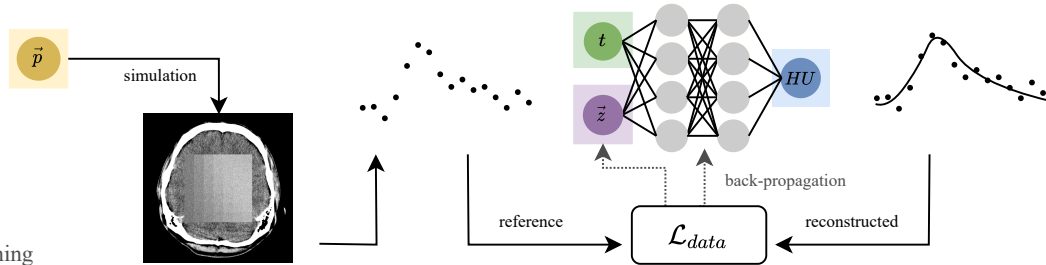 p⃗
simulation
t
z⃗
HU
back-propagation
reference
ℒdata
reconstructed